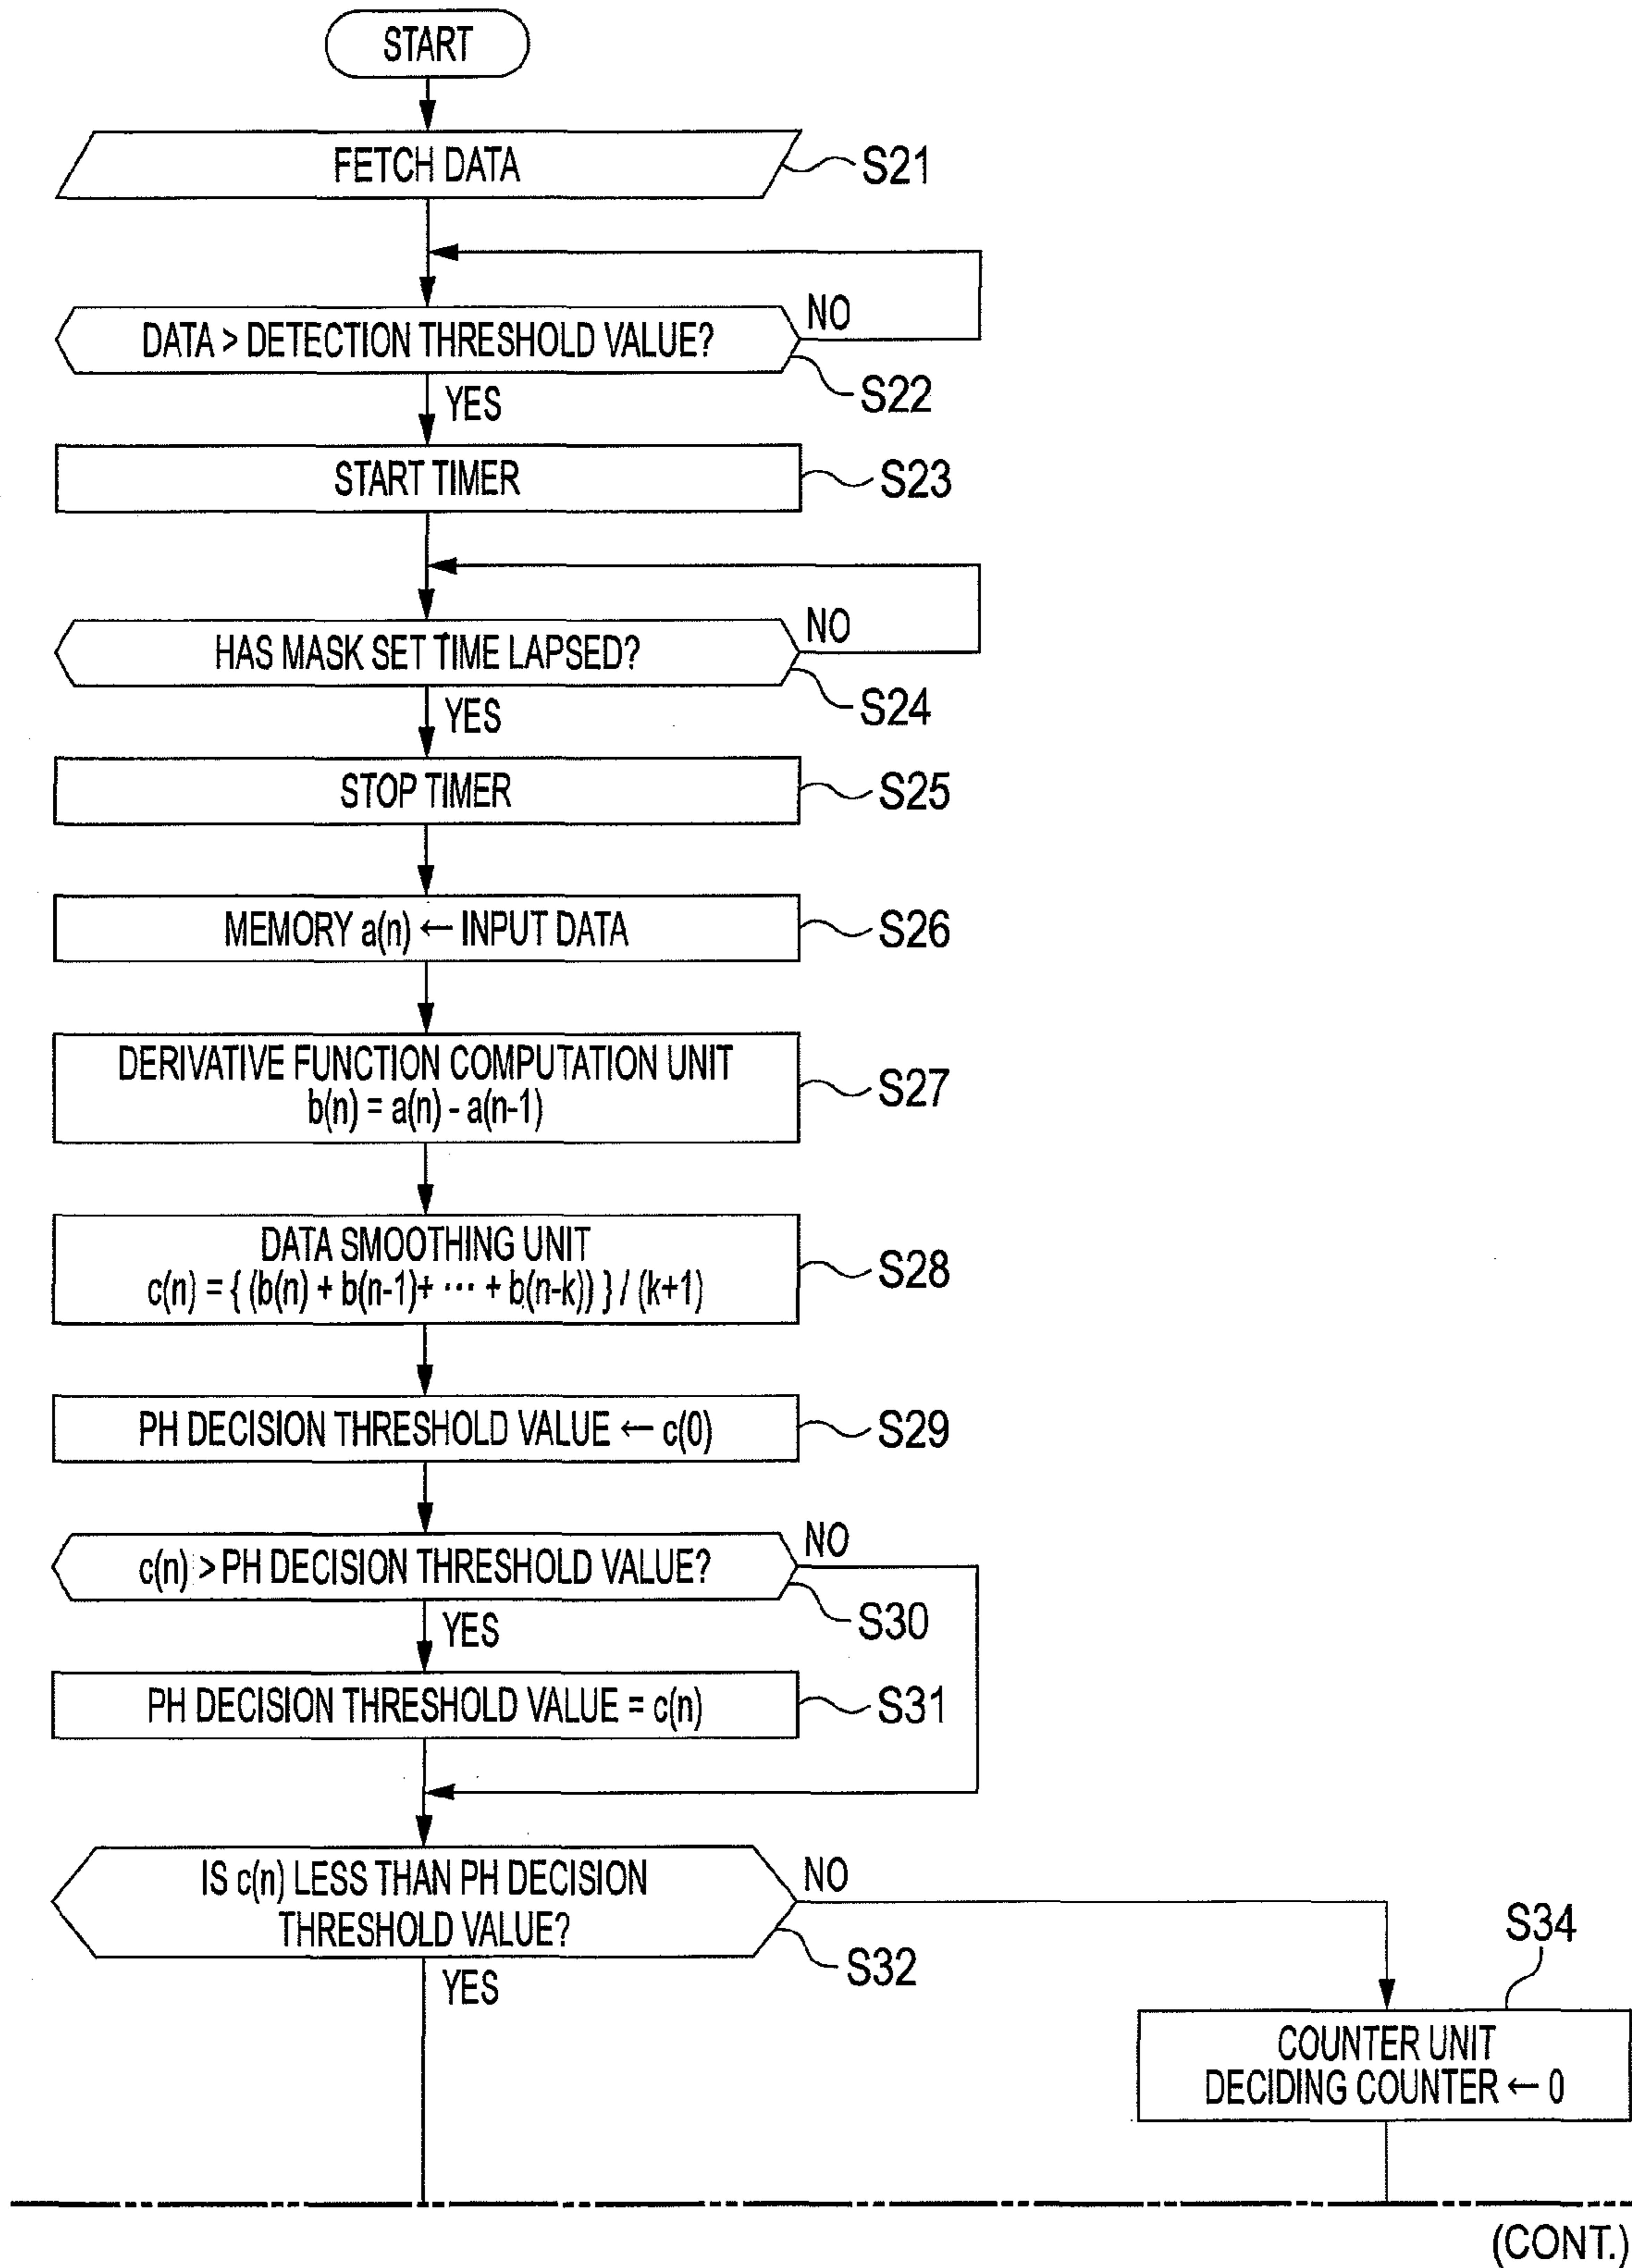 START
FETCH DATA
S21
DATA > DETECTION THRESHOLD VALUE?
NO
S22
YES
START TIMER
S23
HAS MASK SET TIME LAPSED?
NO
S24
YES
STOP TIMER
S25
MEMORY a(n) ← INPUT DATA
S26
DERIVATIVE FUNCTION COMPUTATION UNIT
b(n) = a(n) - a(n-1)
S27
DATA SMOOTHING UNIT
c(n) = { (b(n) + b(n-1)+ ··· + b(n-k)) } / (k+1)
S28
PH DECISION THRESHOLD VALUE ← c(0)
S29
c(n) > PH DECISION THRESHOLD VALUE?
NO
S30
YES
PH DECISION THRESHOLD VALUE = c(n)
S31
IS c(n) LESS THAN PH DECISION
THRESHOLD VALUE?
NO
S32
YES
S34
COUNTER UNIT
DECIDING COUNTER ← 0
(CONT.)